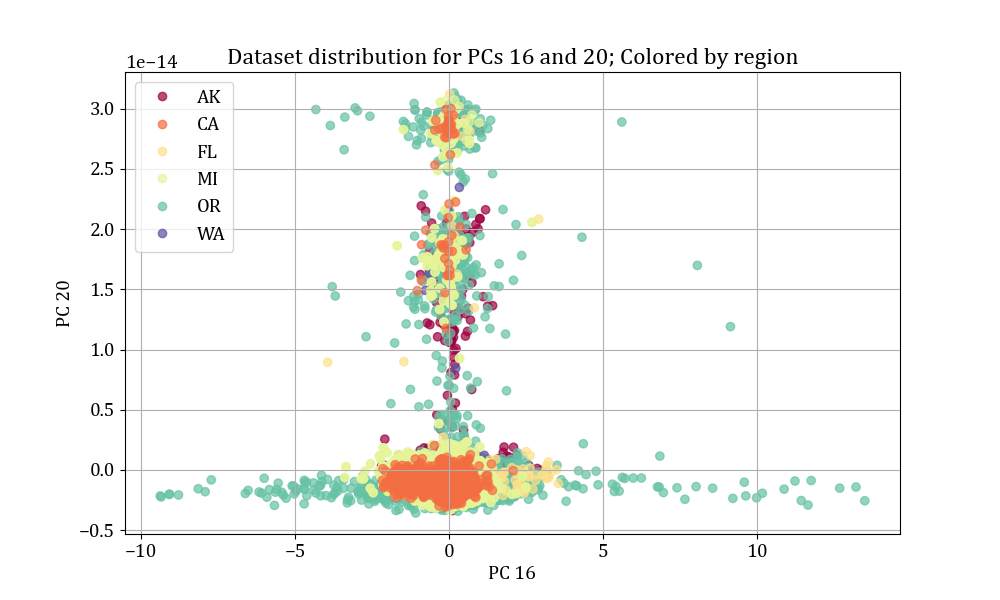 Dataset distribution for PCs 16 and 20; Colored by region
1e−14
AK
CA
FL
MI
OR
WA
3.0
2.5
2.0
1.5
1.0
0.5
0.0
−0.5
PC 20
−10
−5
0
5
10
PC 16